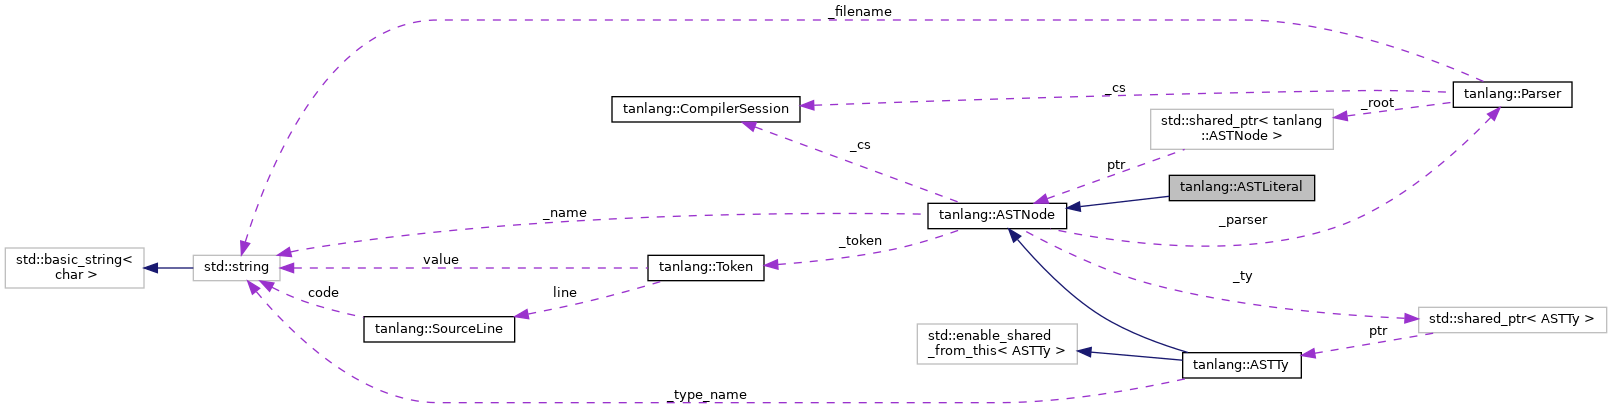 _filename
_cs
tanlang::Parser
tanlang::CompilerSession
_root
std::shared_ptr< tanlang
::ASTNode >
_cs
ptr
tanlang::ASTLiteral
_name
tanlang::ASTNode
_parser
_token
std::basic_string<
char >
std::string
value
tanlang::Token
_ty
code
line
std::shared_ptr< ASTTy >
tanlang::SourceLine
ptr
std::enable_shared
_from_this< ASTTy >
tanlang::ASTTy
_type_name